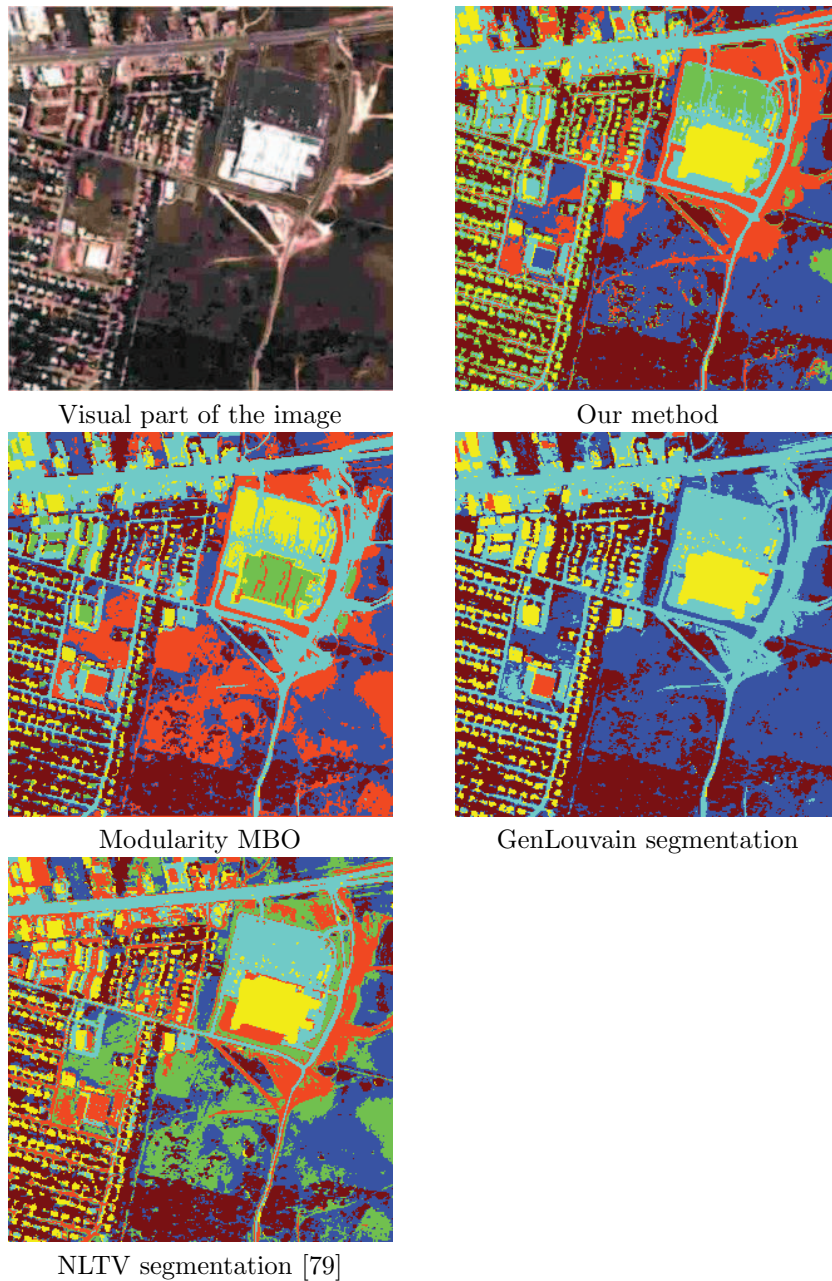 Visual part of the image
Our method
Modularity MBO
GenLouvain segmentation
NLTV segmentation [79]